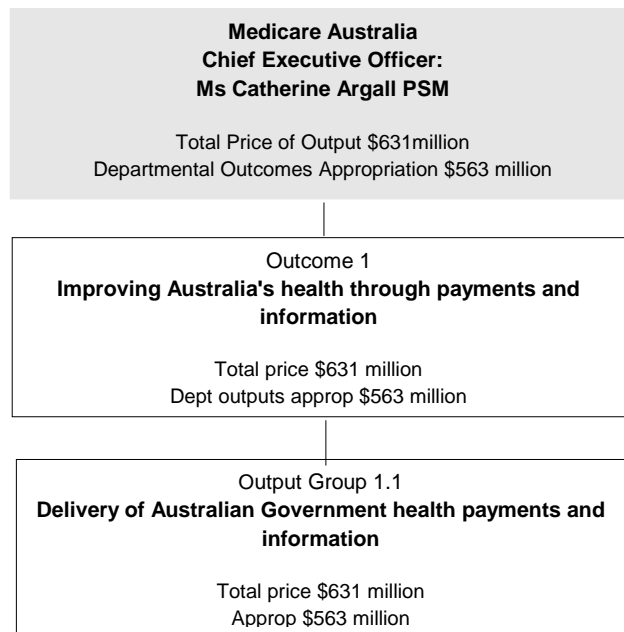 Medicare Australia
Chief Executive Officer:
Ms Catherine Argall PSM
Total Price of Output $631million
Departmental Outcomes Appropriation $563 million
Outcome 1
Improving Australia's health through payments and
information
Total price $631 million
Dept outputs approp $563 million
Output Group 1.1
Delivery of Australian Government health payments and
information
Total price $631 million
Approp $563 million